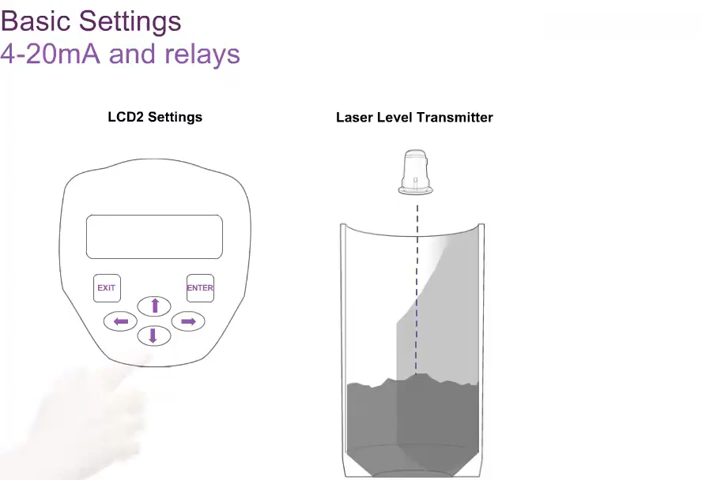 Basic Settings
4-20mA and relays
LCD2 Settings
Laser Level Transmitter
EXIT
ENTER